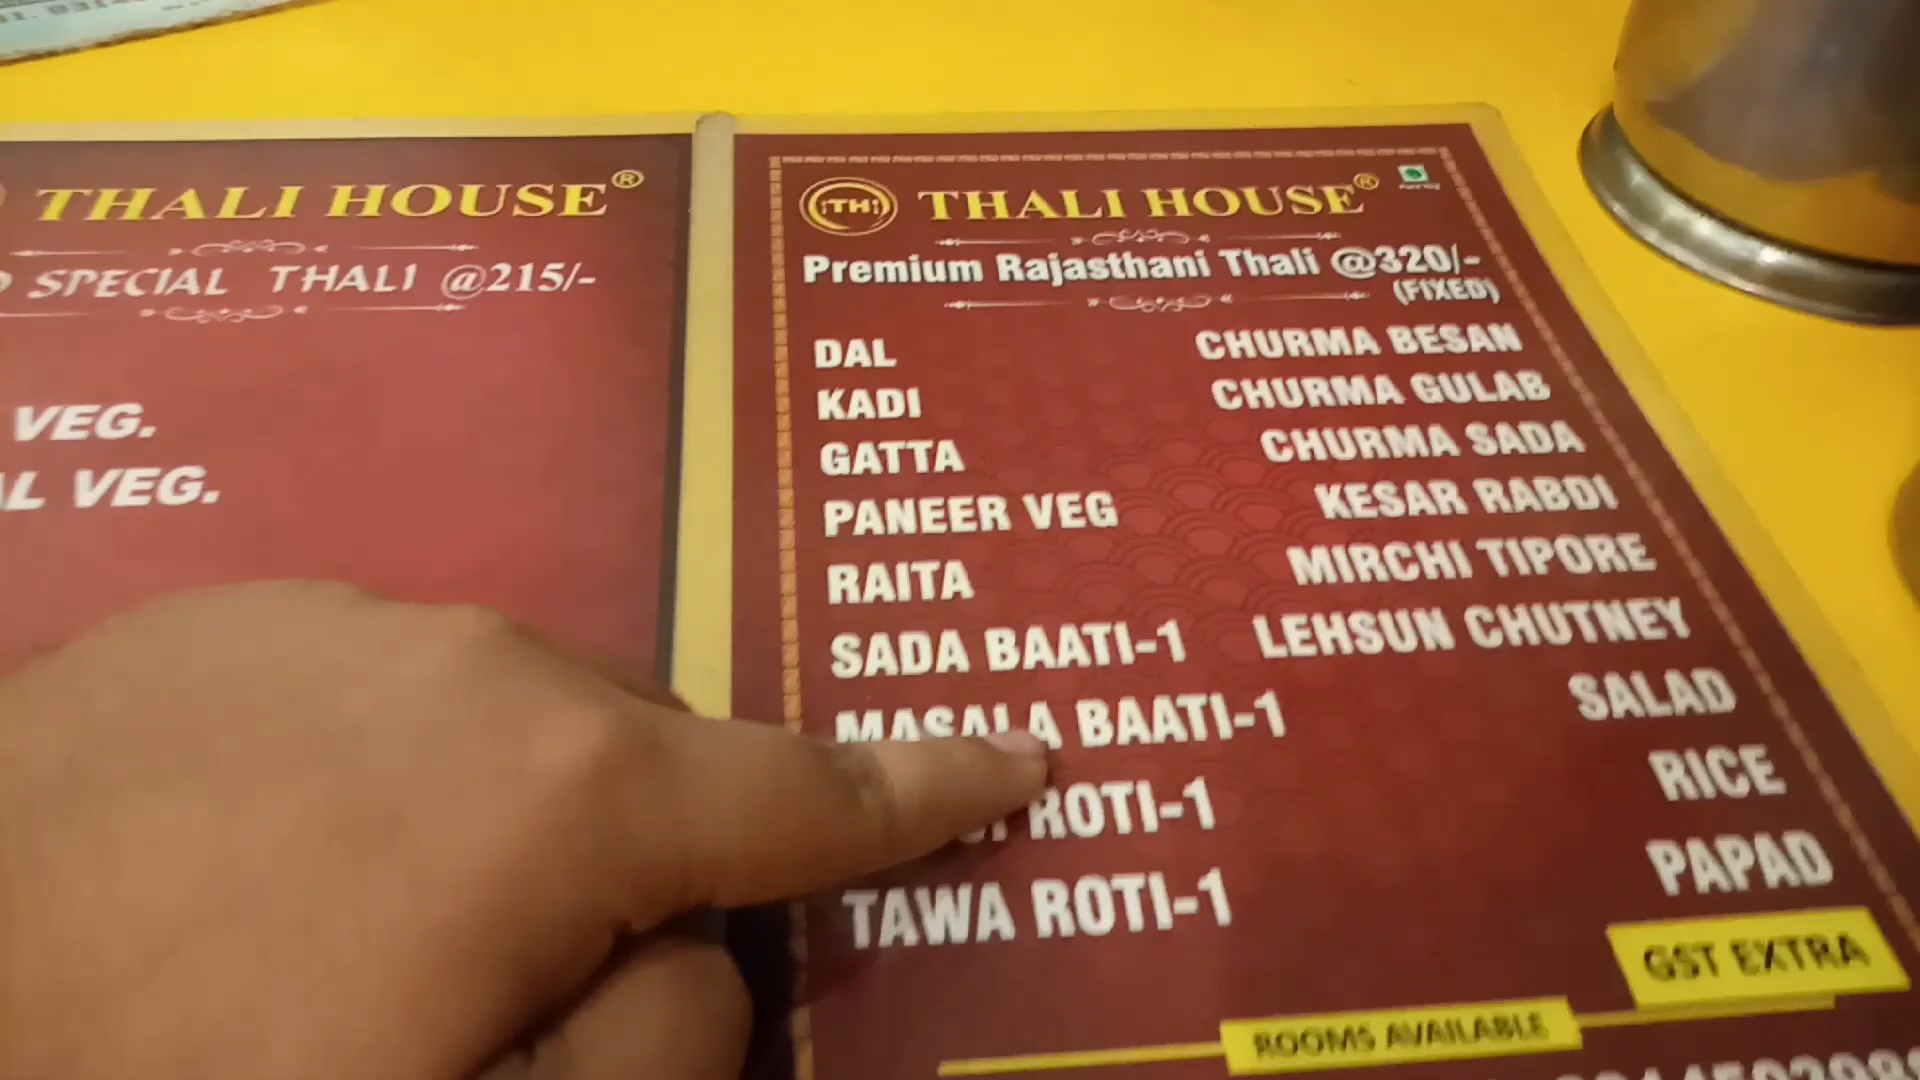 THALI HOUSE®
SPECIAL THALI @215/-
VEG.
VEG.
TH
THALI HOUSE®
Premium Rajasthani Thali @320/-
(FIXED)
DAL
KADI
GATTA
PANEER VEG
RAITA
SADA BAATI-1
MASALA BAATI-1
ROTI-1
TAWA ROTI-1
CHURMA BESAN
CHURMA GULAB
CHURMA SADA
KESAR RABDI
MIRCHI TIPORE
LEHSUN CHUTNEY
SALAD
RICE
PAPAD
GST EXTRA
ROOMS AVAILABLE